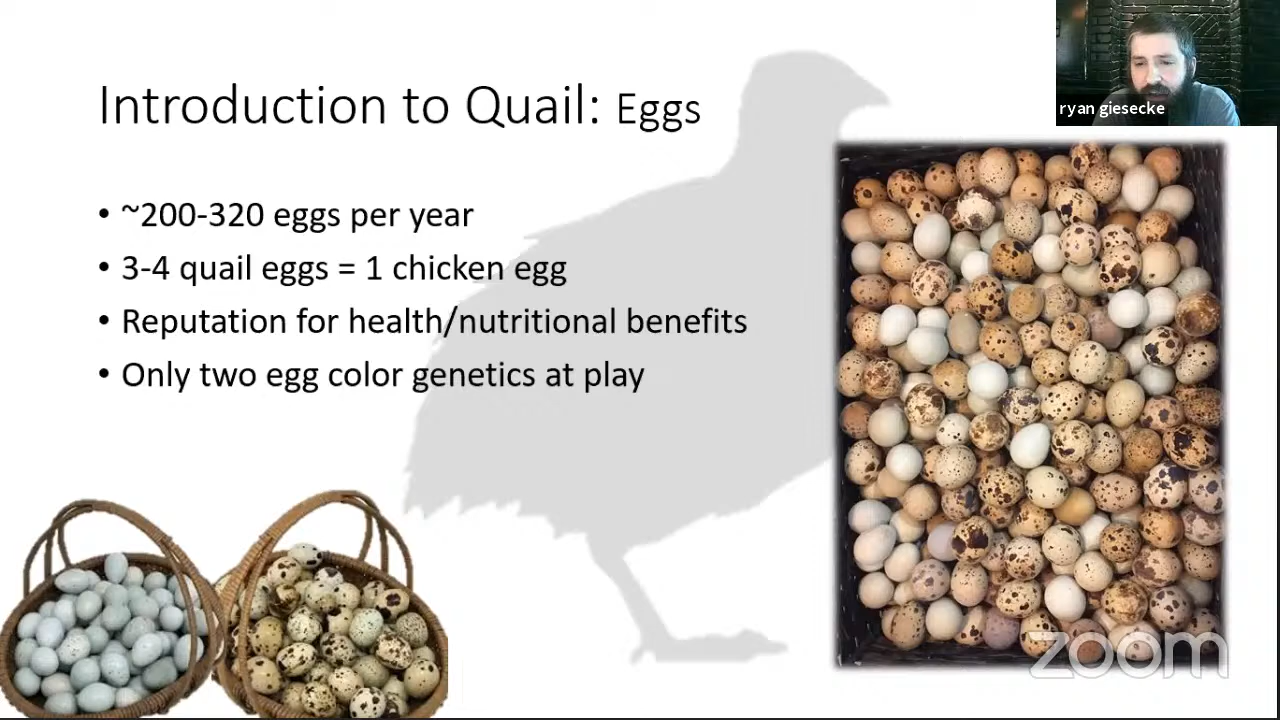 Introduction to Quail: Eggs
ryan giesecke
• ~200-320 eggs per year
• 3-4 quail eggs = 1 chicken egg
• Reputation for health/nutritional benefits
• Only two egg color genetics at play
zoom